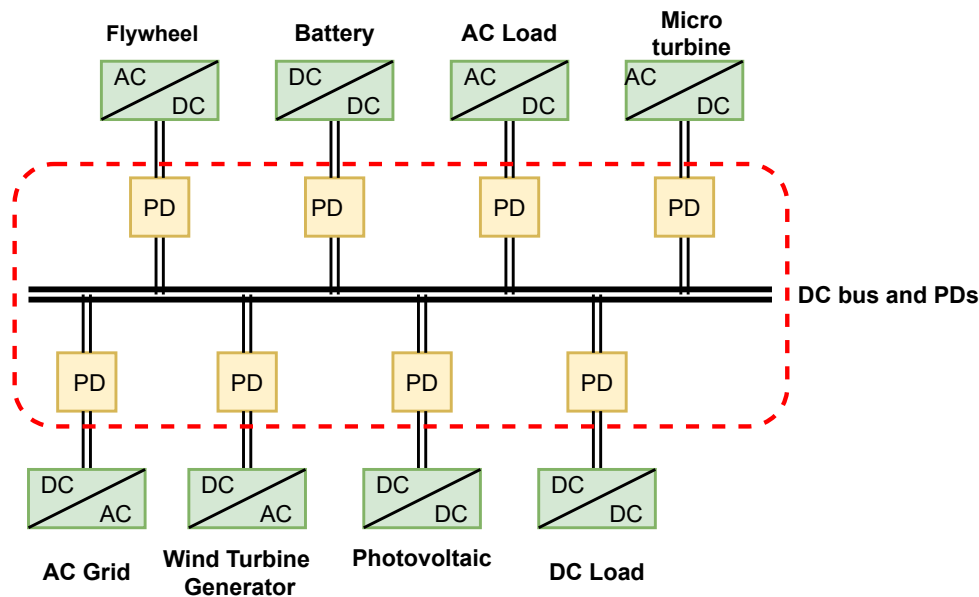 Flywheel
Battery
AC Load
Micro
turbine
AC
DC
DC
DC
AC
DC
AC
DC
PD
PD
PD
PD
DC bus and PDs
PD
PD
PD
PD
DC
AC
DC
AC
DC
DC
DC
DC
AC Grid
Wind Turbine
Generator
Photovoltaic
DC Load